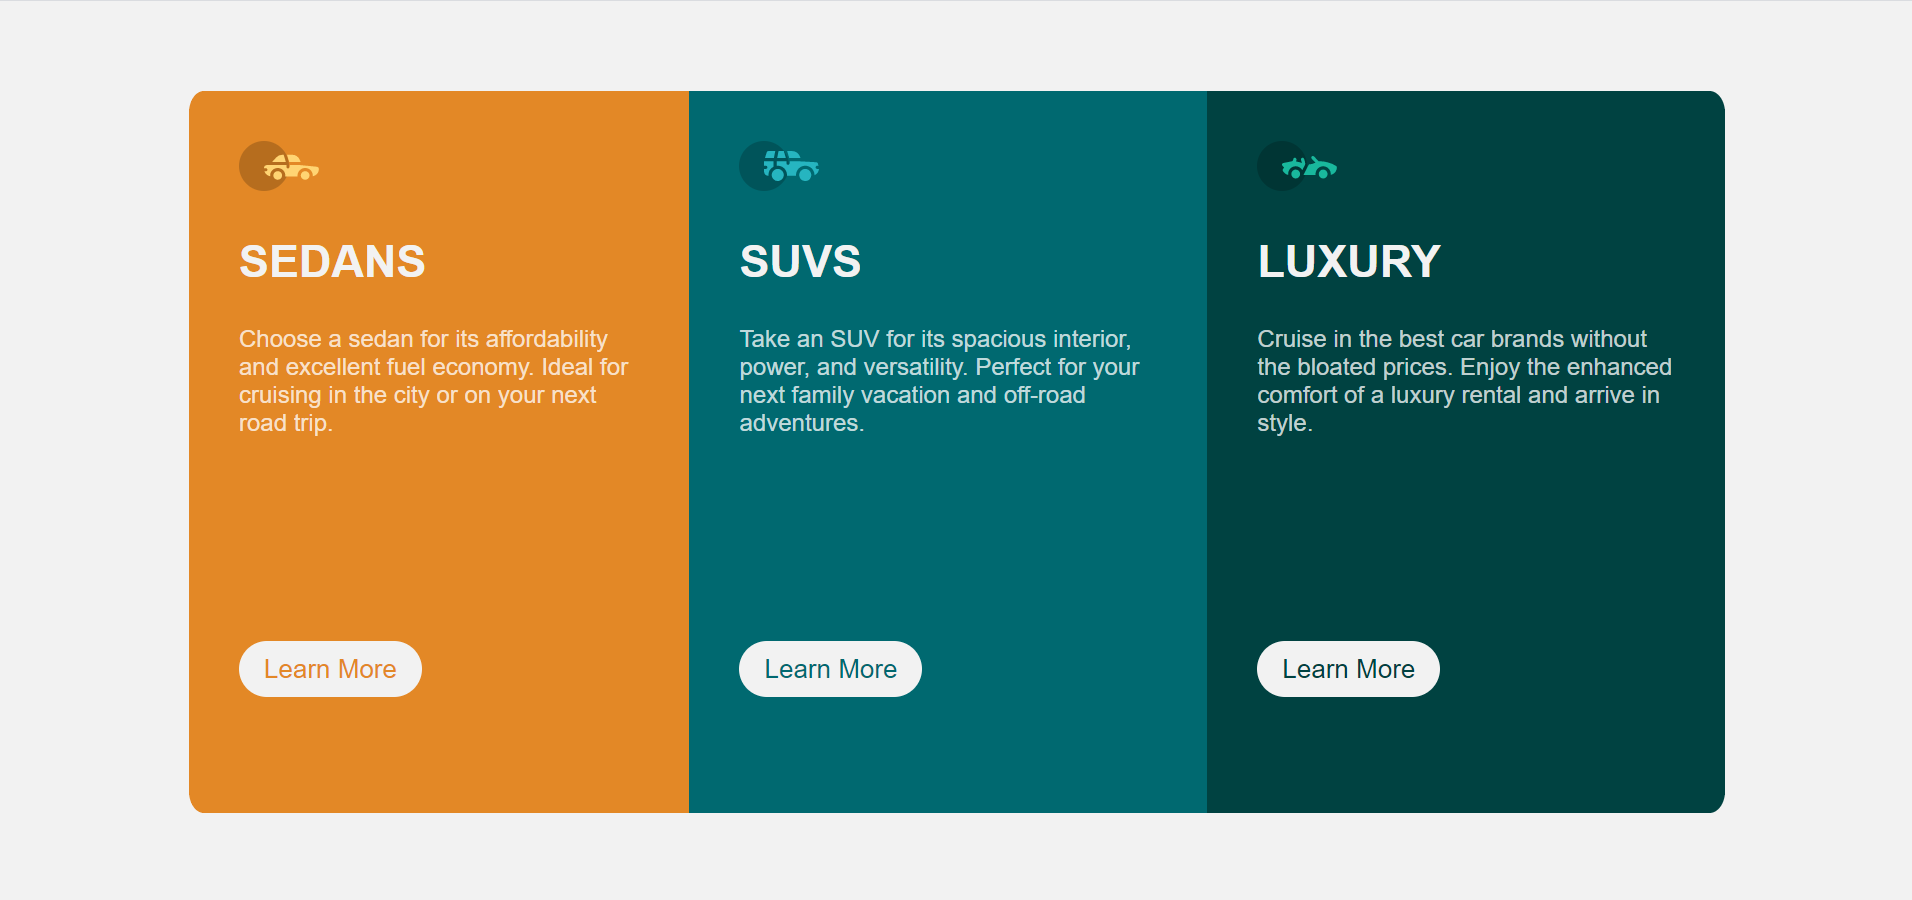 SEDANS
Choose a sedan for its affordability
and excellent fuel economy. Ideal for
cruising in the city or on your next
road trip.
Learn More
SUVS
Take an SUV for its spacious interior,
power, and versatility. Perfect for your
next family vacation and off-road
adventures.
Learn More
LUXURY
Cruise in the best car brands without
the bloated prices. Enjoy the enhanced
comfort of a luxury rental and arrive in
style.
Learn More